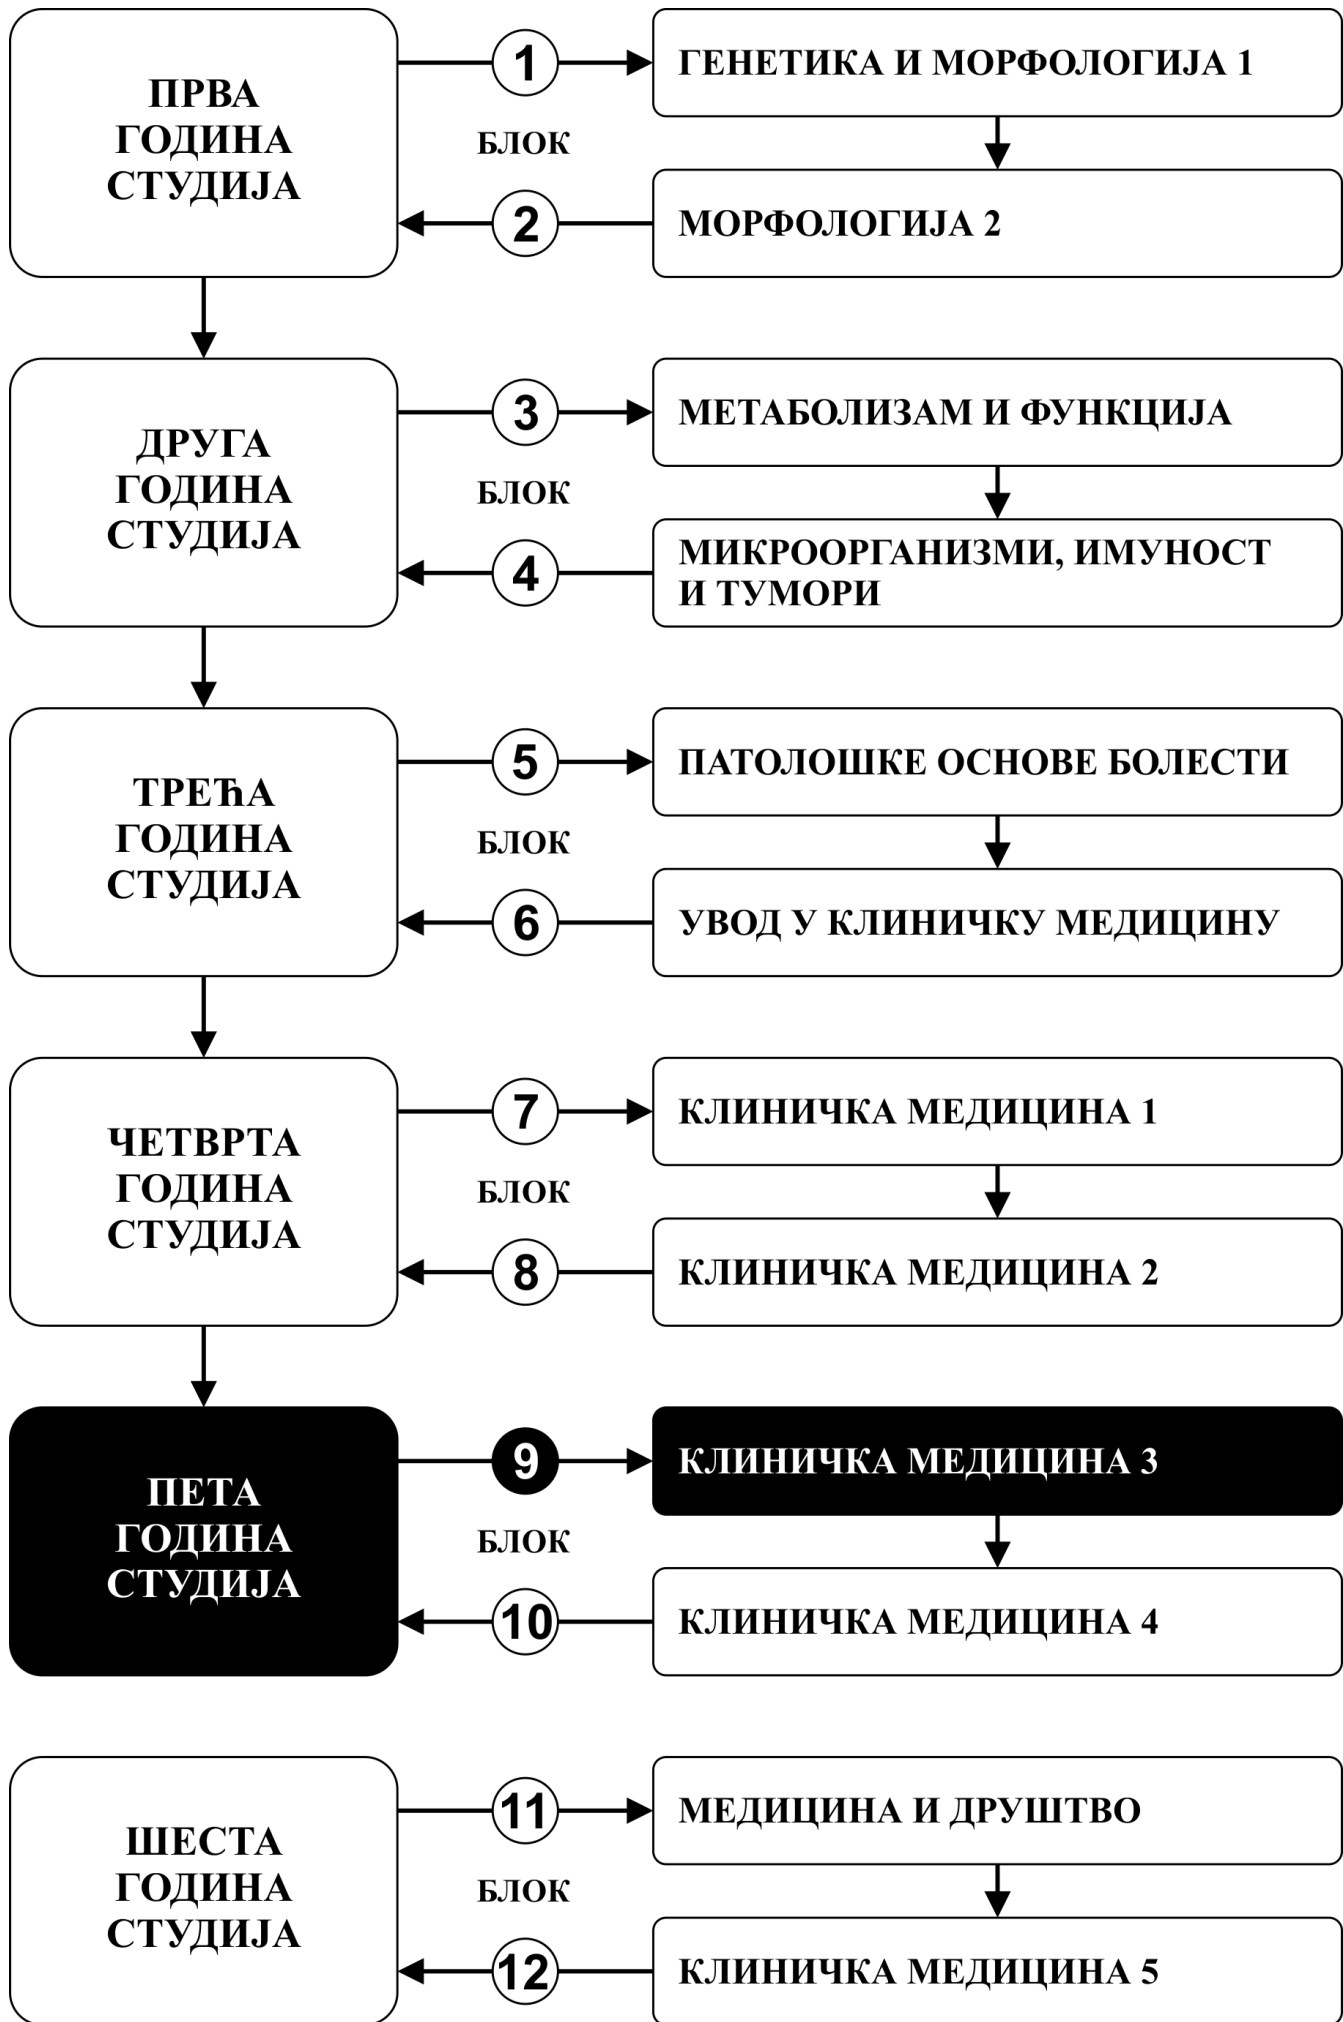 ПРВА
ГОДИНА
СТУДИЈА
1
ГЕНЕТИКА И МОРФОЛОГИЈА 1
БЛОК
2
МОРФОЛОГИЈА 2
ДРУГА
ГОДИНА
СТУДИЈА
3
МЕТАБОЛИЗАМ И ФУНКЦИЈА
БЛОК
4
МИКРООРГАНИЗМИ, ИМУНОСТ
И ТУМОРИ
ТРЕЋА
ГОДИНА
СТУДИЈА
5
ПАТОЛОШКЕ ОСНОВЕ БОЛЕСТИ
БЛОК
6
УВОД У КЛИНИЧКУ МЕДИЦИНУ
ЧЕТВРТА
ГОДИНА
СТУДИЈА
7
КЛИНИЧКА МЕДИЦИНА 1
БЛОК
8
КЛИНИЧКА МЕДИЦИНА 2
ПЕТА
ГОДИНА
СТУДИЈА
9
КЛИНИЧКА МЕДИЦИНА 3
БЛОК
10
КЛИНИЧКА МЕДИЦИНА 4
ШЕСТА
ГОДИНА
СТУДИЈА
11
МЕДИЦИНА И ДРУШТВО
БЛОК
12
КЛИНИЧКА МЕДИЦИНА 5